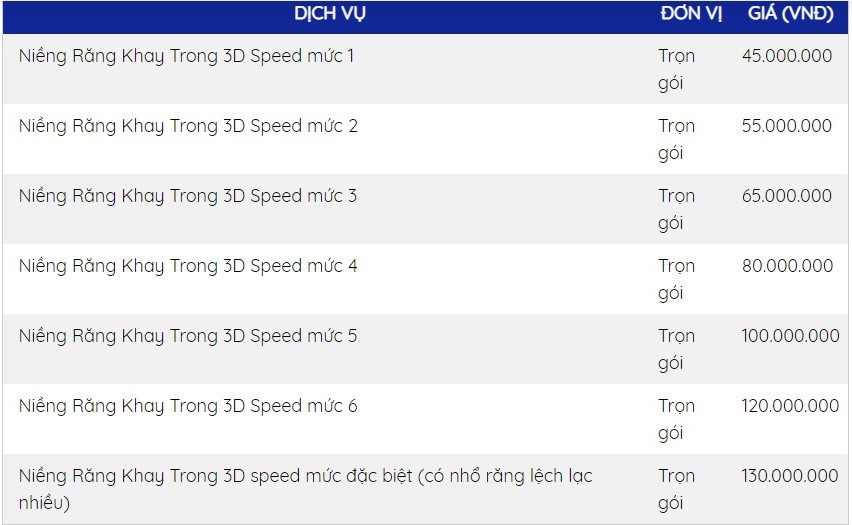 DỊCH VỤ ĐƠN VỊ GIÁ (VNĐ)
Niềng Răng Khay Trong 3D Speed mức 1 Trọn gói 45.000.000
Niềng Răng Khay Trong 3D Speed mức 2 Trọn gói 55.000.000
Niềng Răng Khay Trong 3D Speed mức 3 Trọn gói 65.000.000
Niềng Răng Khay Trong 3D Speed mức 4 Trọn gói 80.000.000
Niềng Răng Khay Trong 3D Speed mức 5 Trọn gói 100.000.000
Niềng Răng Khay Trong 3D Speed mức 6 Trọn gói 120.000.000
Niềng Răng Khay Trong 3D speed mức đặc biệt (có nhổ răng lệch lạc
nhiều) Trọn gói 130.000.000